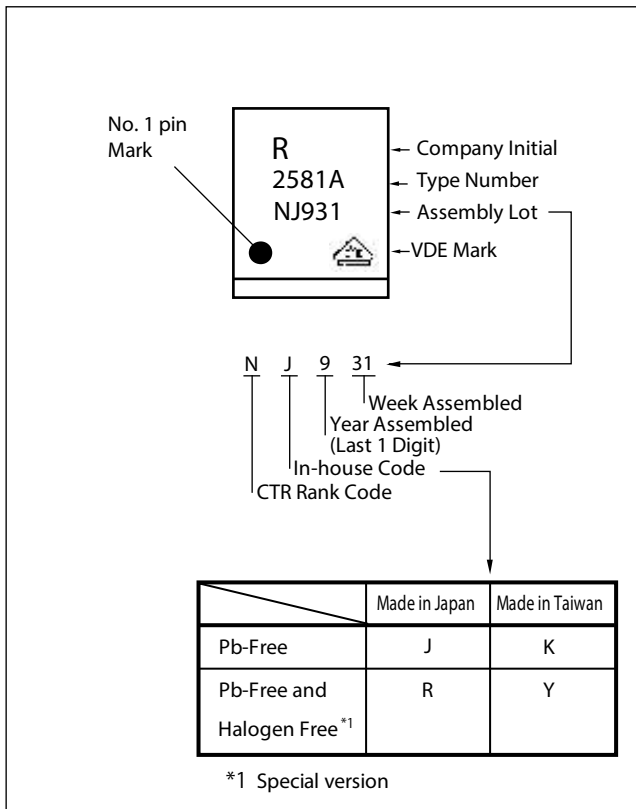 No. 1 pin
Mark
R
2581A
NJ931
Company Initial
Type Number
Assembly Lot
VDE Mark
N J 9 31
Week Assembled
Year Assembled
(Last 1 Digit)
In-house Code
CTR Rank Code
Made in Japan Made in Taiwan
Pb-Free J K
Pb-Free and R Y
Halogen Free *1
*1 Special version